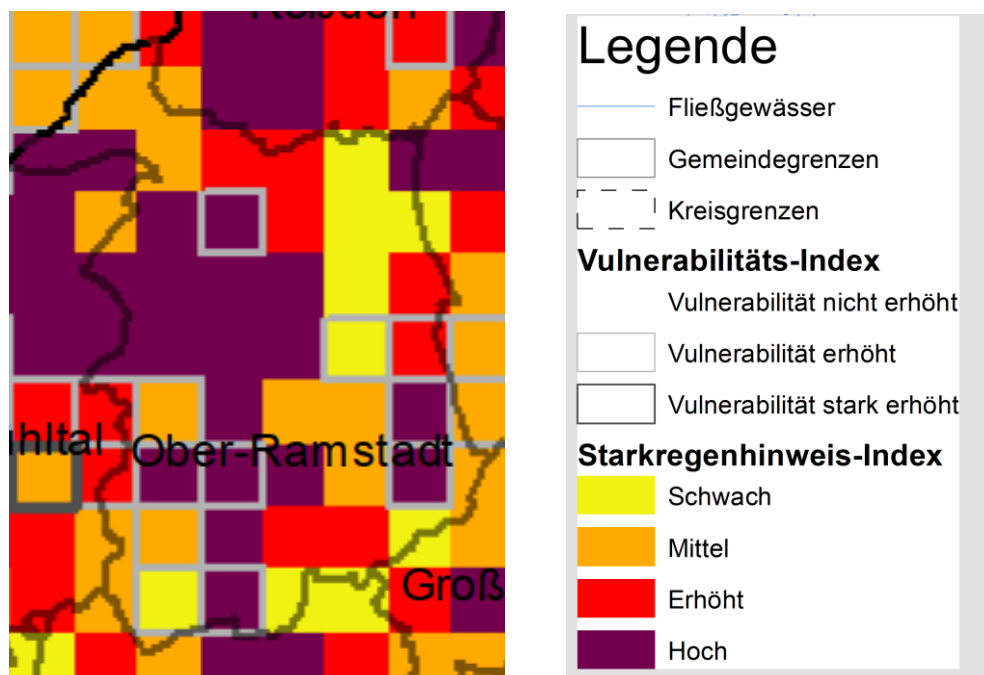 hltal
Ober-Ramstadt
Groß
Legende
Fließgewässer
Gemeindegrenzen
Kreisgrenzen
Vulnerabilitäts-Index
Vulnerabilität nicht erhöht
Vulnerabilität erhöht
Vulnerabilität stark erhöht
Starkregenhinweis-Index
Schwach
Mittel
Erhöht
Hoch